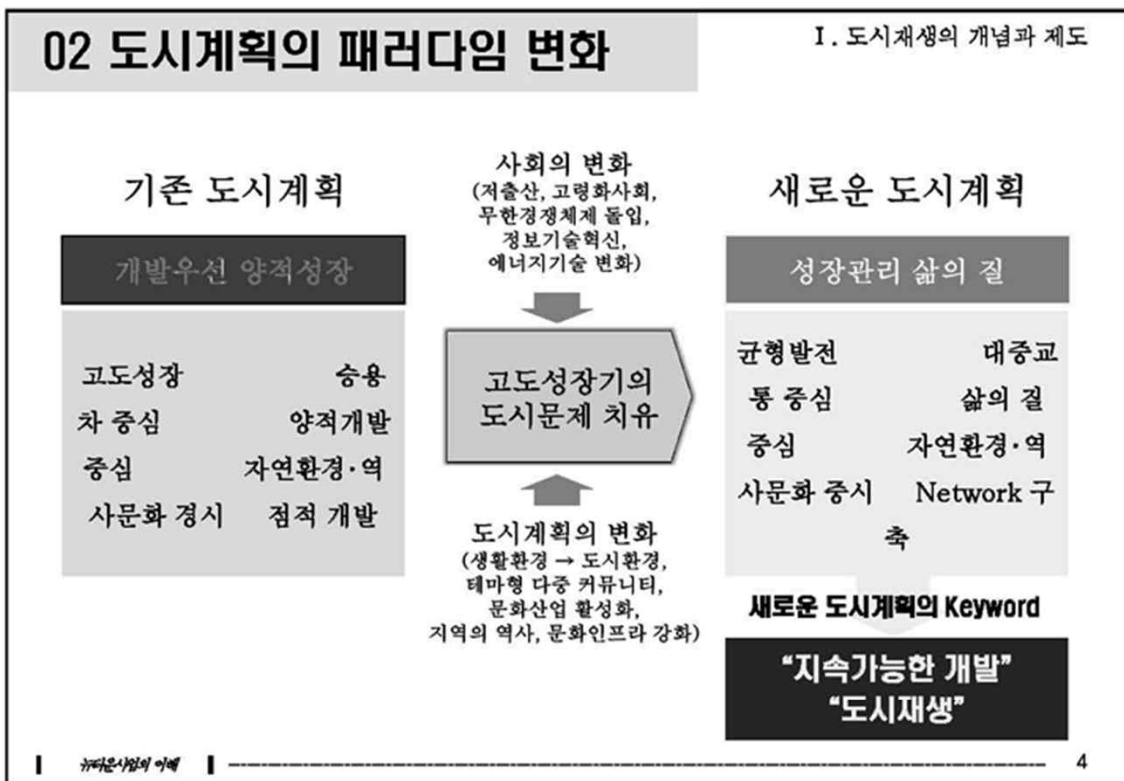 02 도시계획의 패러다임 변화
Ⅰ. 도시재생의 개념과 제도
기존 도시계획
개발우선 양적성장
고도성장 승용
차 중심 양적개발
중심 자연환경·역
사문화 경시 점적 개발
사회의 변화
(저출산, 고령화사회,
무한경쟁체제 돌입,
정보기술혁신,
에너지기술 변화)
고도성장기의
도시문제 치유
도시계획의 변화
(생활환경 → 도시환경,
테마형 다중 커뮤니티,
문화산업 활성화,
지역의 역사, 문화인프라 강화)
새로운 도시계획
성장관리 삶의 질
균형발전 대중교
통 중심 삶의 질
중심 자연환경·역
사문화 중시 Network 구
축
새로운 도시계획의 Keyword
“지속가능한 개발”
“도시재생”
뉴타운사업의 이해
4